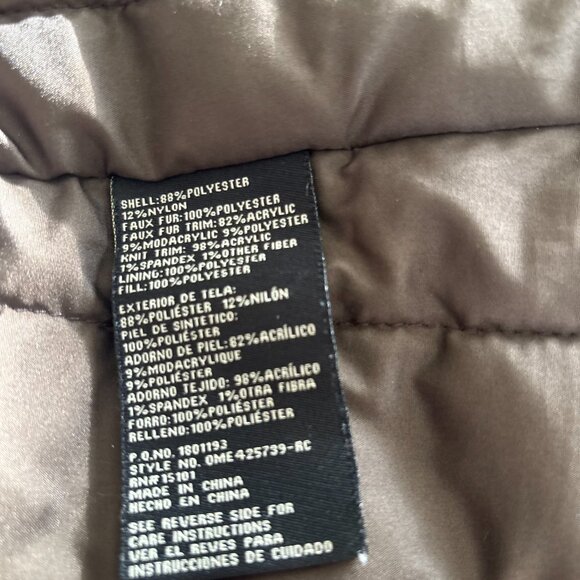 SHELL:88%POLYESTER
12%NYLON
FAUX FUR:100%POLYESTER
FAUX FUR TRIM:82%ACRYLIC
9%MODACRYLIC 9%POLYESTER
KNIT TRIM: 98%ACRYLIC
1%SPANDEX 1%OTHER FIBER
LINING:100%POLYESTER
FILL:100%POLYESTER
EXTERIOR DE TELA:
88%POLIÉSTER 12%NILÓN
PIEL DE SINTETICO:
100%POLIÉSTER
ADORNO DE PIEL:82%ACRÍLICO
9%MODACRYLIQUE
9%POLIÉSTER
ADORNO TEJIDO: 98%ACRÍLICO
1%SPANDEX 1%OTRA FIBRA
FORRO:100%POLIÉSTER
RELLENO:100%POLIÉSTER
P.O.NO. 1801193
STYLE NO. OME425739-RC
RN# 15101
MADE IN CHINA
HECHO EN CHINA
SEE REVERSE SIDE FOR
CARE INSTRUCTIONS
VER EL REVES PARA
INSTRUCCIONES DE CUIDADO